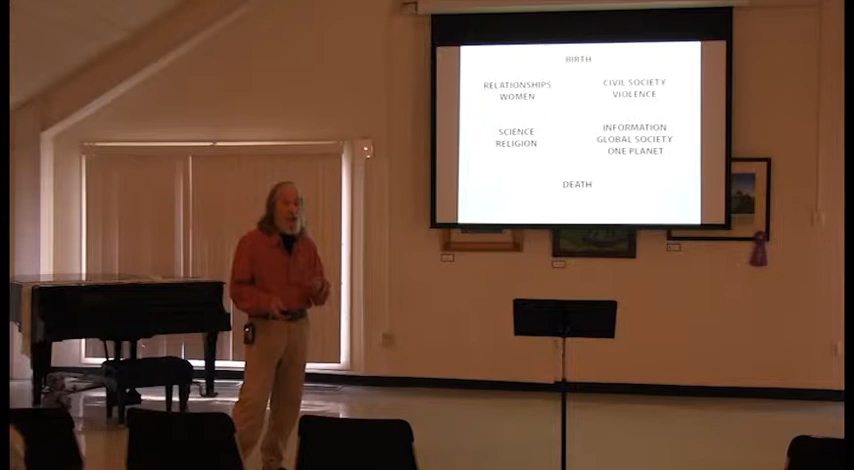 BIRTH
RELATIONSHIPS
WOMEN
CIVIL SOCIETY
VIOLENCE
SCIENCE
RELIGION
INFORMATION
GLOBAL SOCIETY
ONE PLANET
DEATH